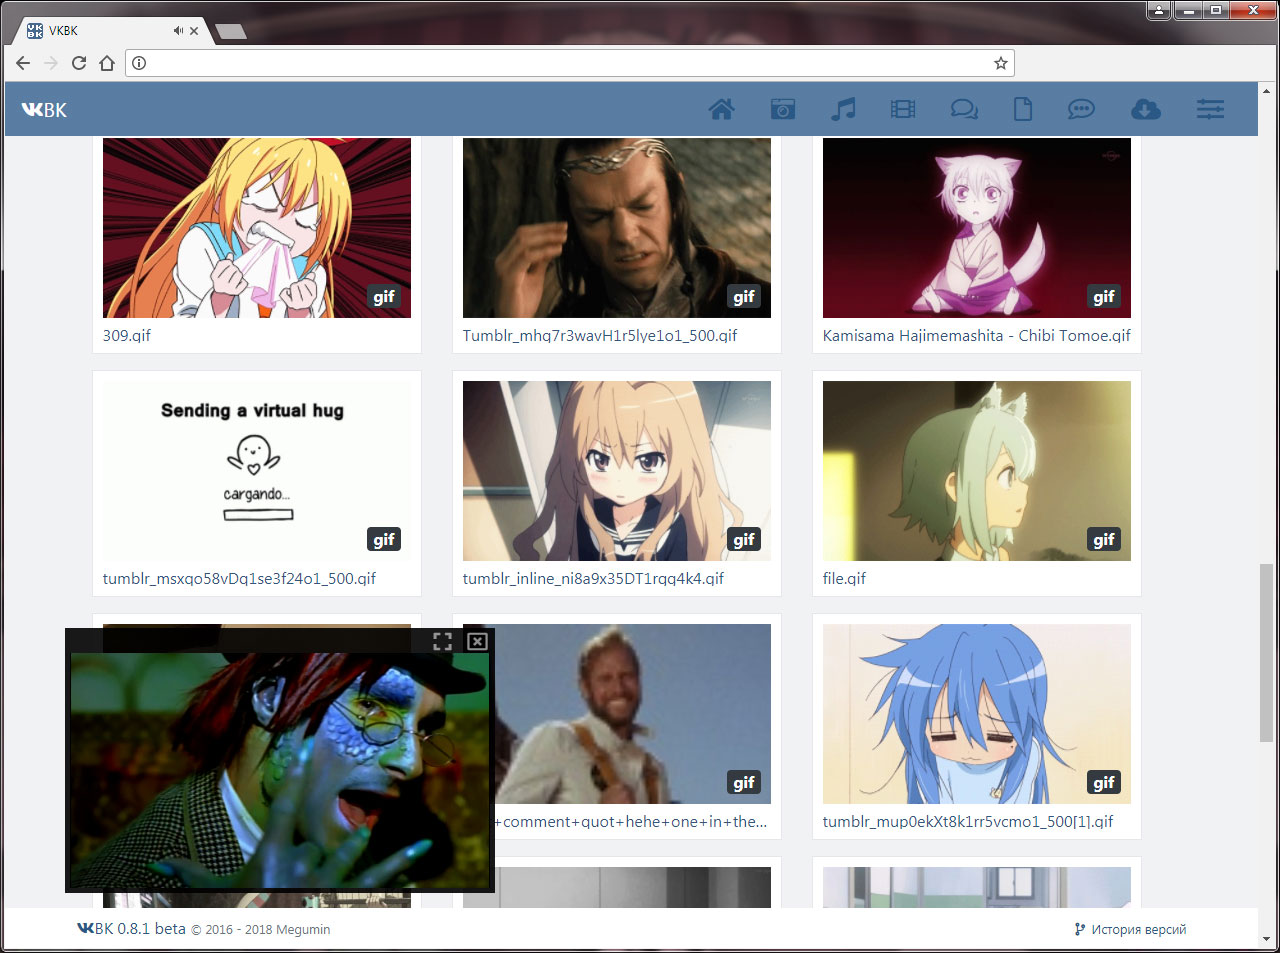 VKBK
VKBK
gif
gif
gif
309.gif
Tumblr_mhq7r3wavH1r5lye1o1_500.gif
Kamisama Hajimemashita - Chibi Tomoe.gif
Sending a virtual hug
cargando...
gif
gif
gif
tumblr_msxqo58vDq1se3f24o1_500.gif
tumblr_inline_ni8a9x35DT1rqq4k4.gif
file.gif
gif
gif
+comment+quot+hehe+one+in+the...
tumblr_mup0ekXt8k1rr5vcmo1_500[1].gif
VKBK 0.8.1 beta © 2016 - 2018 Megumin
История версий